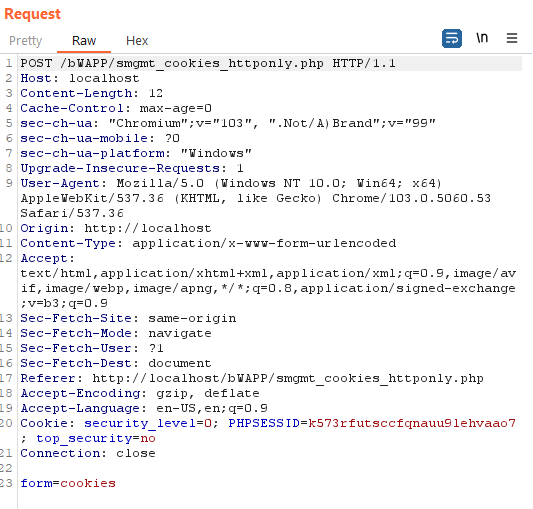 Request
Pretty Raw Hex \n
1 POST /bWAPP/smgmt_cookies_httponly.php HTTP/1.1
2 Host: localhost
3 Content-Length: 12
4 Cache-Control: max-age=0
5 sec-ch-ua: "Chromium";v="103", ".Not/A)Brand";v="99"
6 sec-ch-ua-mobile: ?0
7 sec-ch-ua-platform: "Windows"
8 Upgrade-Insecure-Requests: 1
9 User-Agent: Mozilla/5.0 (Windows NT 10.0; Win64; x64)
AppleWebKit/537.36 (KHTML, like Gecko) Chrome/103.0.5060.53
Safari/537.36
10 Origin: http://localhost
11 Content-Type: application/x-www-form-urlencoded
12 Accept:
text/html,application/xhtml+xml,application/xml;q=0.9,image/av
if,image/webp,image/apng,*/*;q=0.8,application/signed-exchange
;v=b3;q=0.9
13 Sec-Fetch-Site: same-origin
14 Sec-Fetch-Mode: navigate
15 Sec-Fetch-User: ?1
16 Sec-Fetch-Dest: document
17 Referer: http://localhost/bWAPP/smgmt_cookies_httponly.php
18 Accept-Encoding: gzip, deflate
19 Accept-Language: en-US,en;q=0.9
20 Cookie: security_level=0; PHPSESSID=k573rfutsccfqnauu9lehvaao7
; top_security=no
21 Connection: close
22
23 form=cookies